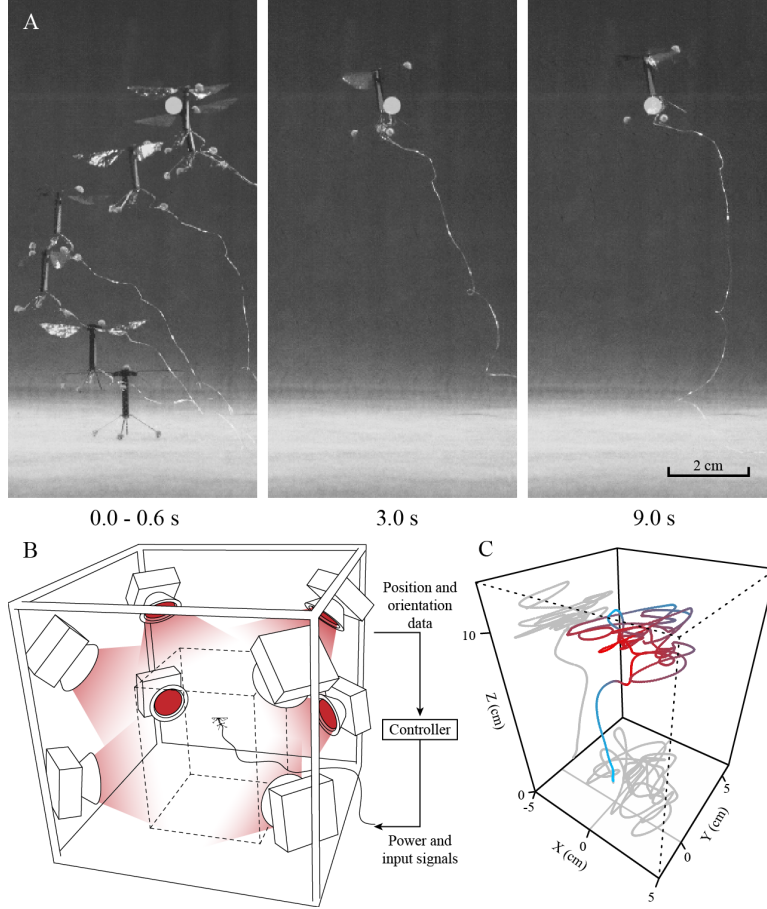 A
2 cm
0.0 - 0.6 s
3.0 s
9.0 s
B
Position and
orientation
data
Controller
Power and
input signals
C
10
Z (cm)
0
-5
X (cm)
0
5
Y (cm)
0
5